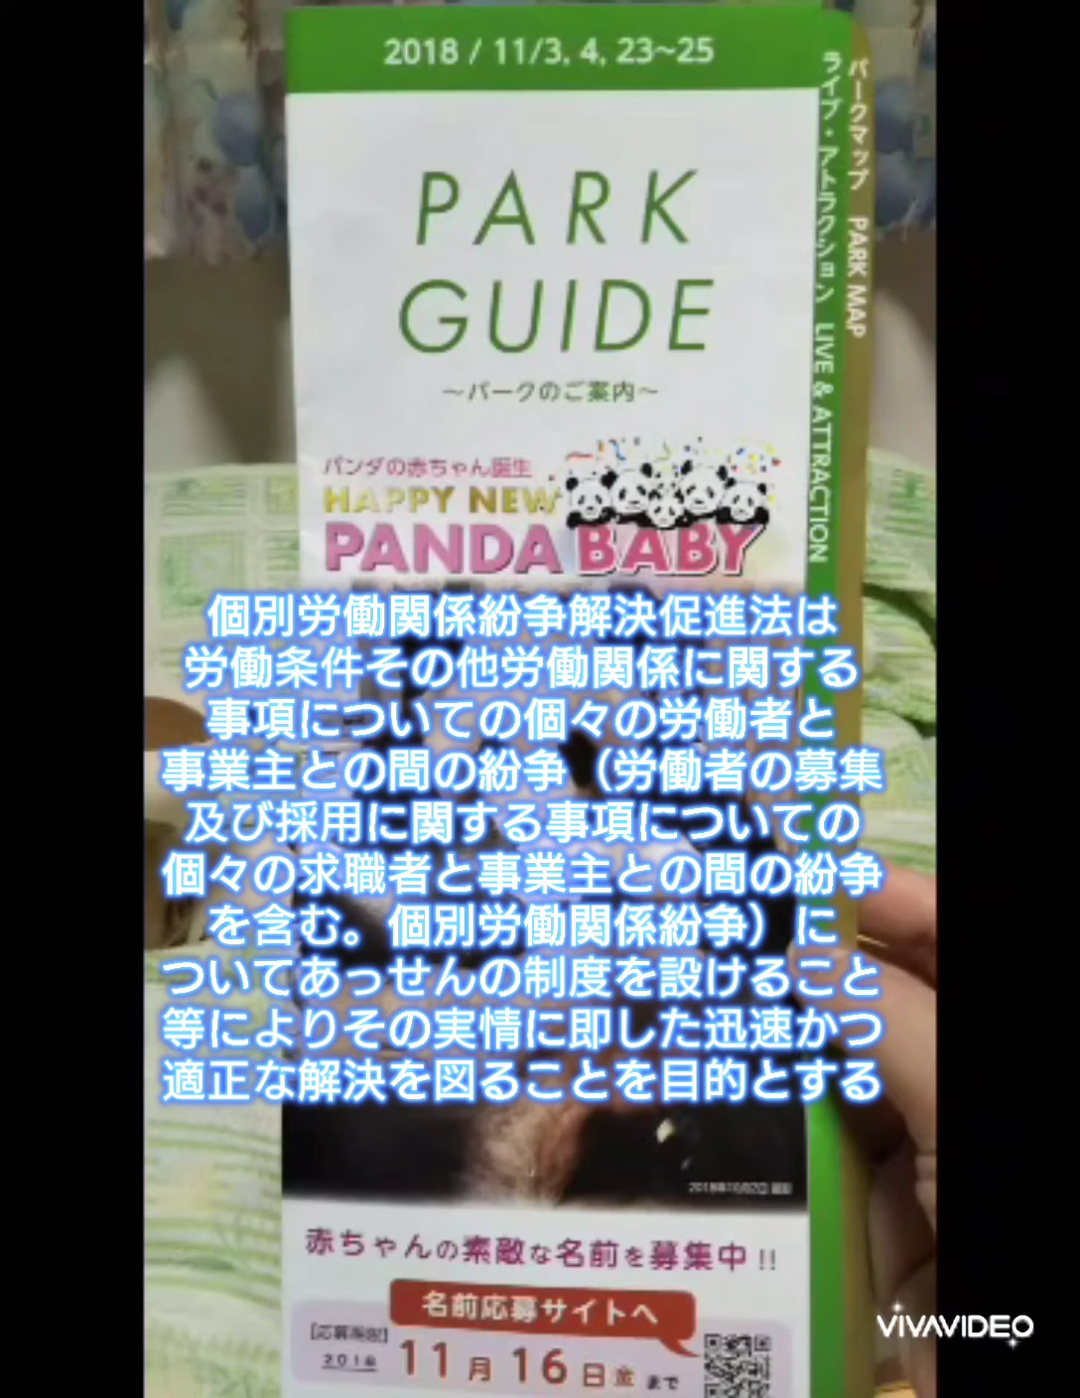 2018 / 11/3, 4, 23~25
PARK
GUIDE
～パークのご案内～
パンダの赤ちゃん誕生
HAPPY NEW
PANDA BABY
パークマップ PARK MAP
ライブ・アトラクション LIVE & ATTRACTION
個別労働関係紛争解決促進法は
労働条件その他労働関係に関する
事項についての個々の労働者と
事業主との間の紛争（労働者の募集
及び採用に関する事項についての
個々の求職者と事業主との間の紛争
を含む。個別労働関係紛争）に
ついてあっせんの制度を設けること
等によりその実情に即した迅速かつ
適正な解決を図ることを目的とする
赤ちゃんの素敵な名前を募集中!!
名前応募サイトへ
[応募期間]
2018
11月16日金まで
VIVAVIDEO